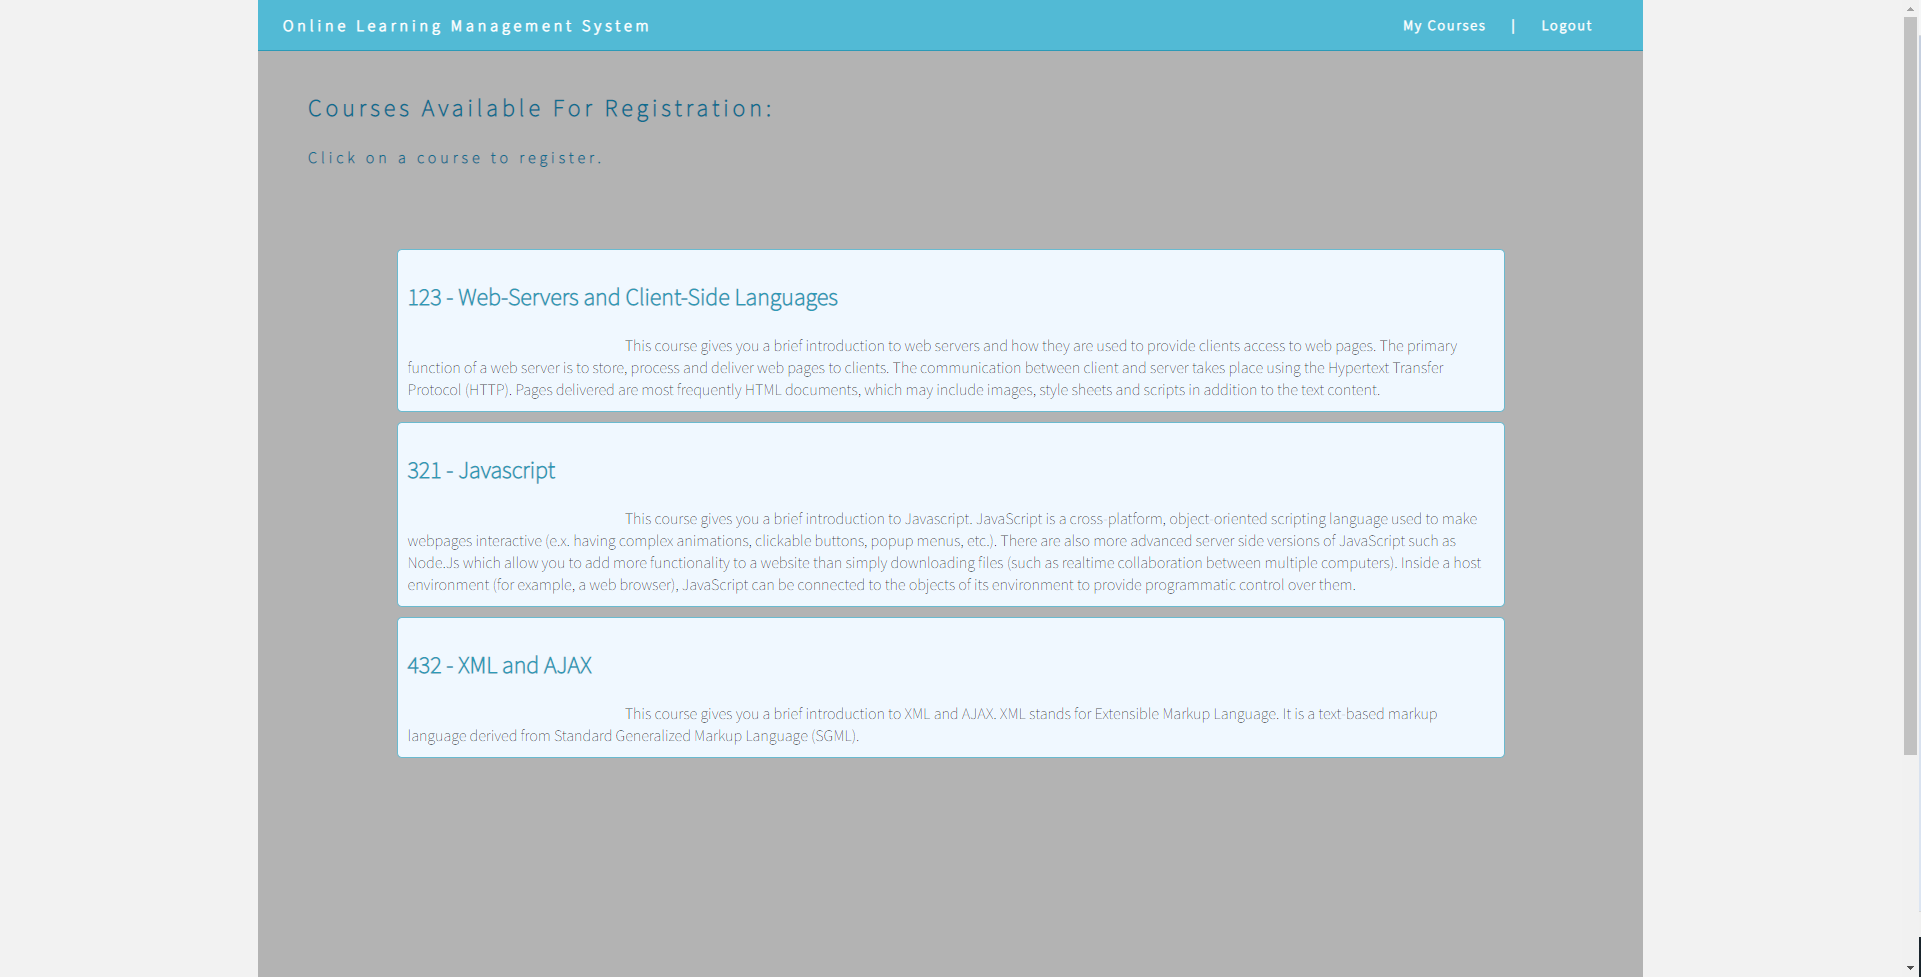 Online Learning Management System
My Courses | Logout
Courses Available For Registration:
Click on a course to register.
123 - Web-Servers and Client-Side Languages
This course gives you a brief introduction to web servers and how they are used to provide clients access to web pages. The primary
function of a web server is to store, process and deliver web pages to clients. The communication between client and server takes place using the Hypertext Transfer
Protocol (HTTP). Pages delivered are most frequently HTML documents, which may include images, style sheets and scripts in addition to the text content.
321 - Javascript
This course gives you a brief introduction to Javascript. JavaScript is a cross-platform, object-oriented scripting language used to make
webpages interactive (e.x. having complex animations, clickable buttons, popup menus, etc.). There are also more advanced server side versions of JavaScript such as
Node.Js which allow you to add more functionality to a website than simply downloading files (such as realtime collaboration between multiple computers). Inside a host
environment (for example, a web browser), JavaScript can be connected to the objects of its environment to provide programmatic control over them.
432 - XML and AJAX
This course gives you a brief introduction to XML and AJAX. XML stands for Extensible Markup Language. It is a text-based markup
language derived from Standard Generalized Markup Language (SGML).